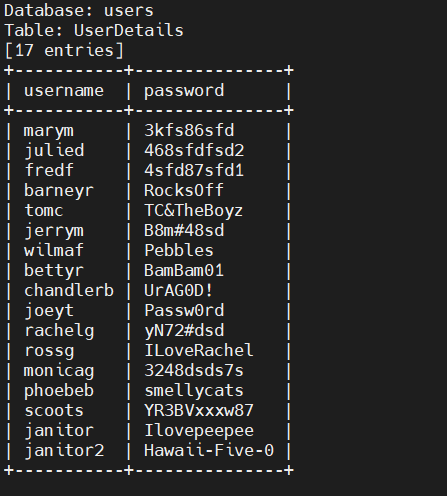 Database: users
Table: UserDetails
[17 entries]
+-----------+---------------+
| username  | password      |
+-----------+---------------+
| marym     | 3kfs86sfd     |
| julied    | 468sfdfsd2    |
| fredf     | 4sfd87sfd1    |
| barneyr   | RocksOff      |
| tomc      | TC&TheBoyz    |
| jerrym    | B8m#48sd      |
| wilmaf    | Pebbles       |
| bettyr    | BamBam01      |
| chandlerb | UrAG0D!       |
| joeyt     | Passw0rd      |
| rachelg   | yN72#dsd      |
| rossg     | ILoveRachel   |
| monicag   | 3248dsds7s    |
| phoebeb   | smellycats    |
| scoots    | YR3BVxxxw87   |
| janitor   | Ilovepeepee   |
| janitor2  | Hawaii-Five-0 |
+-----------+---------------+